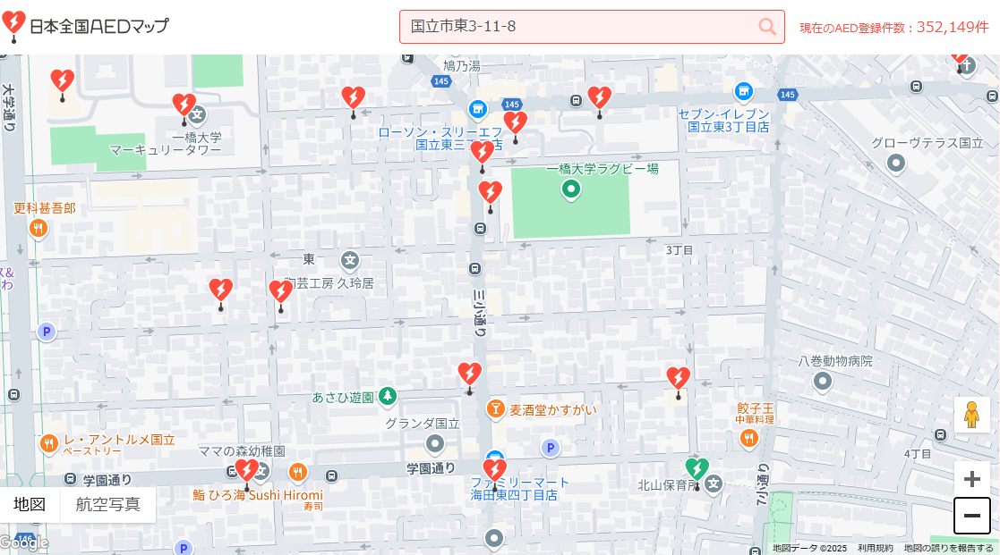 日本全国AEDマップ
国立市東3-11-8
現在のAED登録件数：352,149件
鳩乃湯
145
145
145
大学通り
セブン-イレブン
国立東3丁目店
ローソン・スリーエフ
国立東三丁目店
一橋大学
マーキュリータワー
グローヴテラス国立
一橋大学ラグビー場
更科甚吾郎
3丁目
東
ス&
わ
陶芸工房 久玲居
三小通り
P
八巻動物病院
あさひ遊園
麦酒堂かすがい
グランダ国立
餃子王
中華料理
レ・アントルメ国立
ペーストリー
ママの森幼稚園
P
4丁目
学園通り
学園通り
7小通り
ファミリーマート
海田東四丁目店
北山保育所
鮨 ひろ海 Sushi Hiromi
寿司
地図
航空写真
146
Google
P
地図データ ©2025
利用規約
地図の誤りを報告する